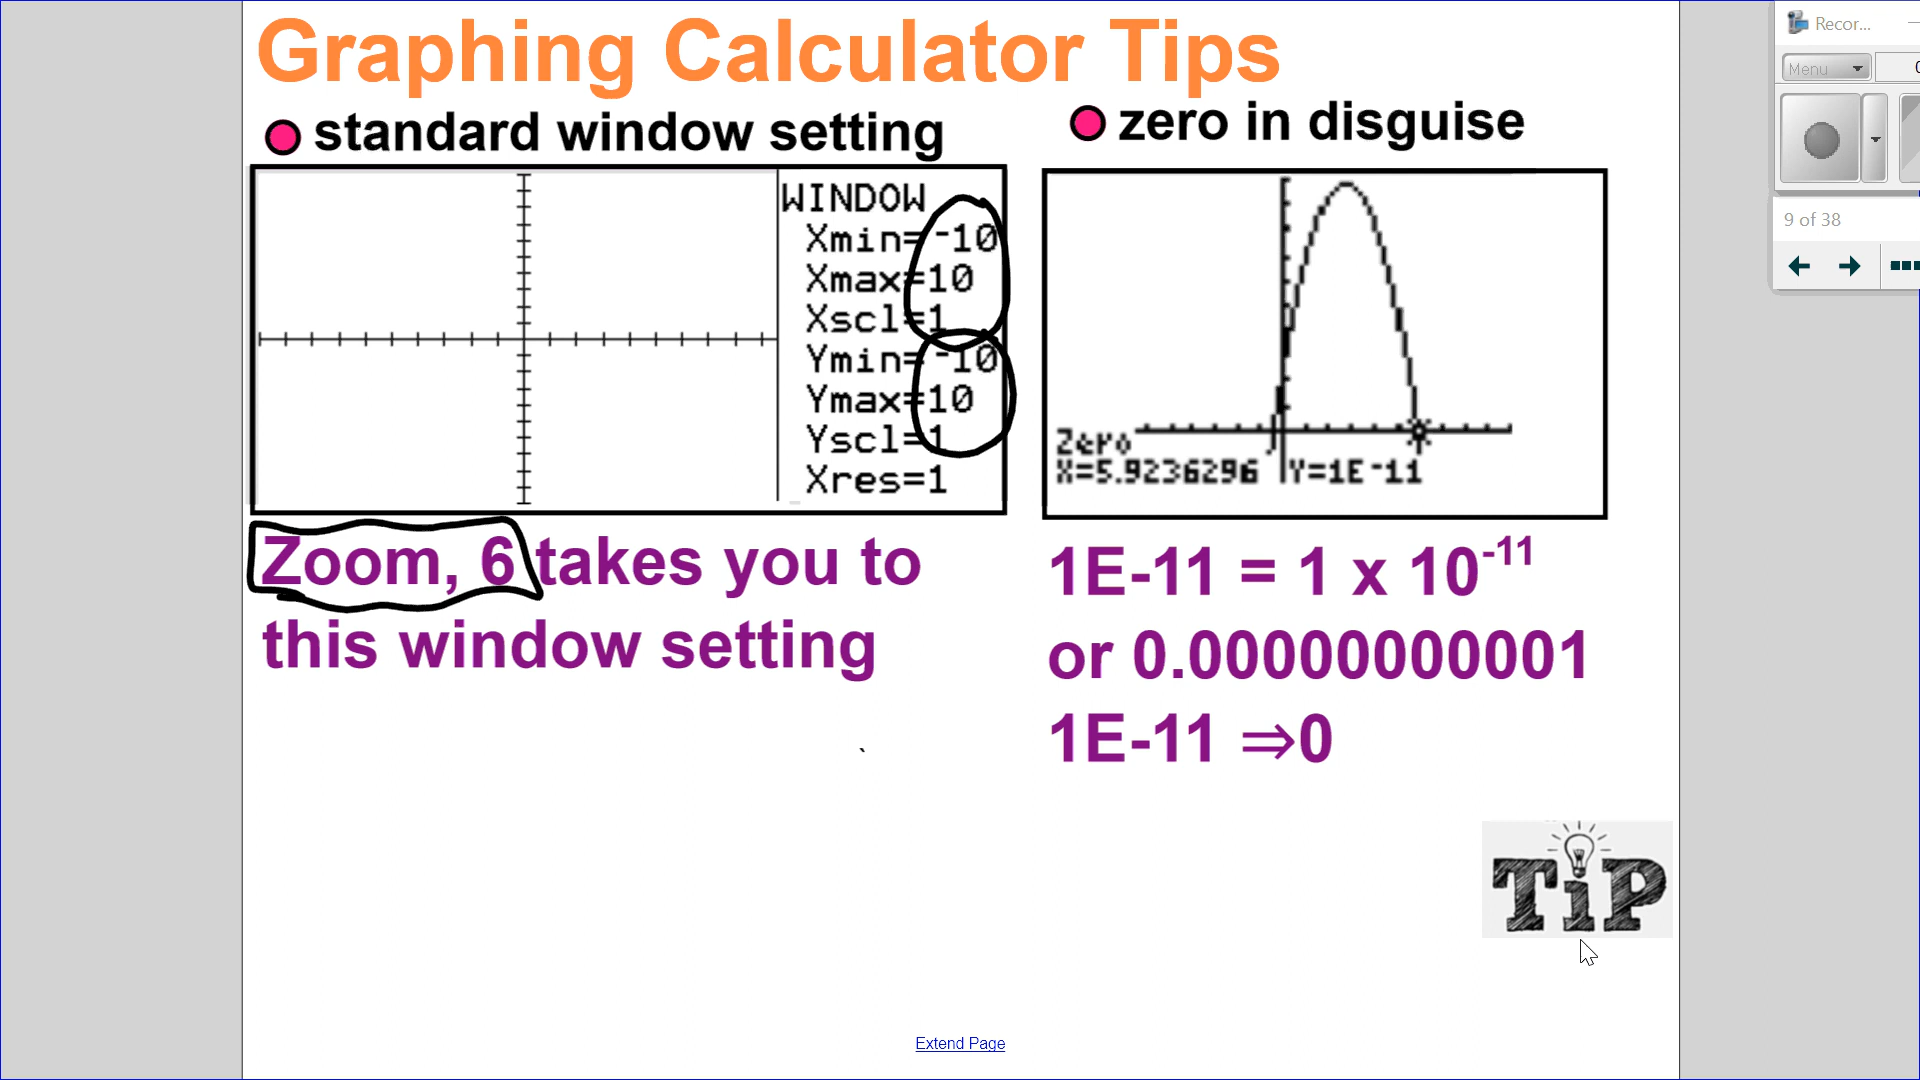 Graphing Calculator Tips
standard window setting
WINDOW
Xmin=-10
Xmax=10
Xscl=1
Ymin=-10
Ymax=10
Yscl=1
Xres=1
Zoom, 6 takes you to
this window setting
zero in disguise
Zero
X=5.9236296 Y=1E-11
1E-11 = 1 x 10⁻¹¹
or 0.00000000001
1E-11 ⇒0
TiP
Extend Page
Recor...
Menu
0
9 of 38